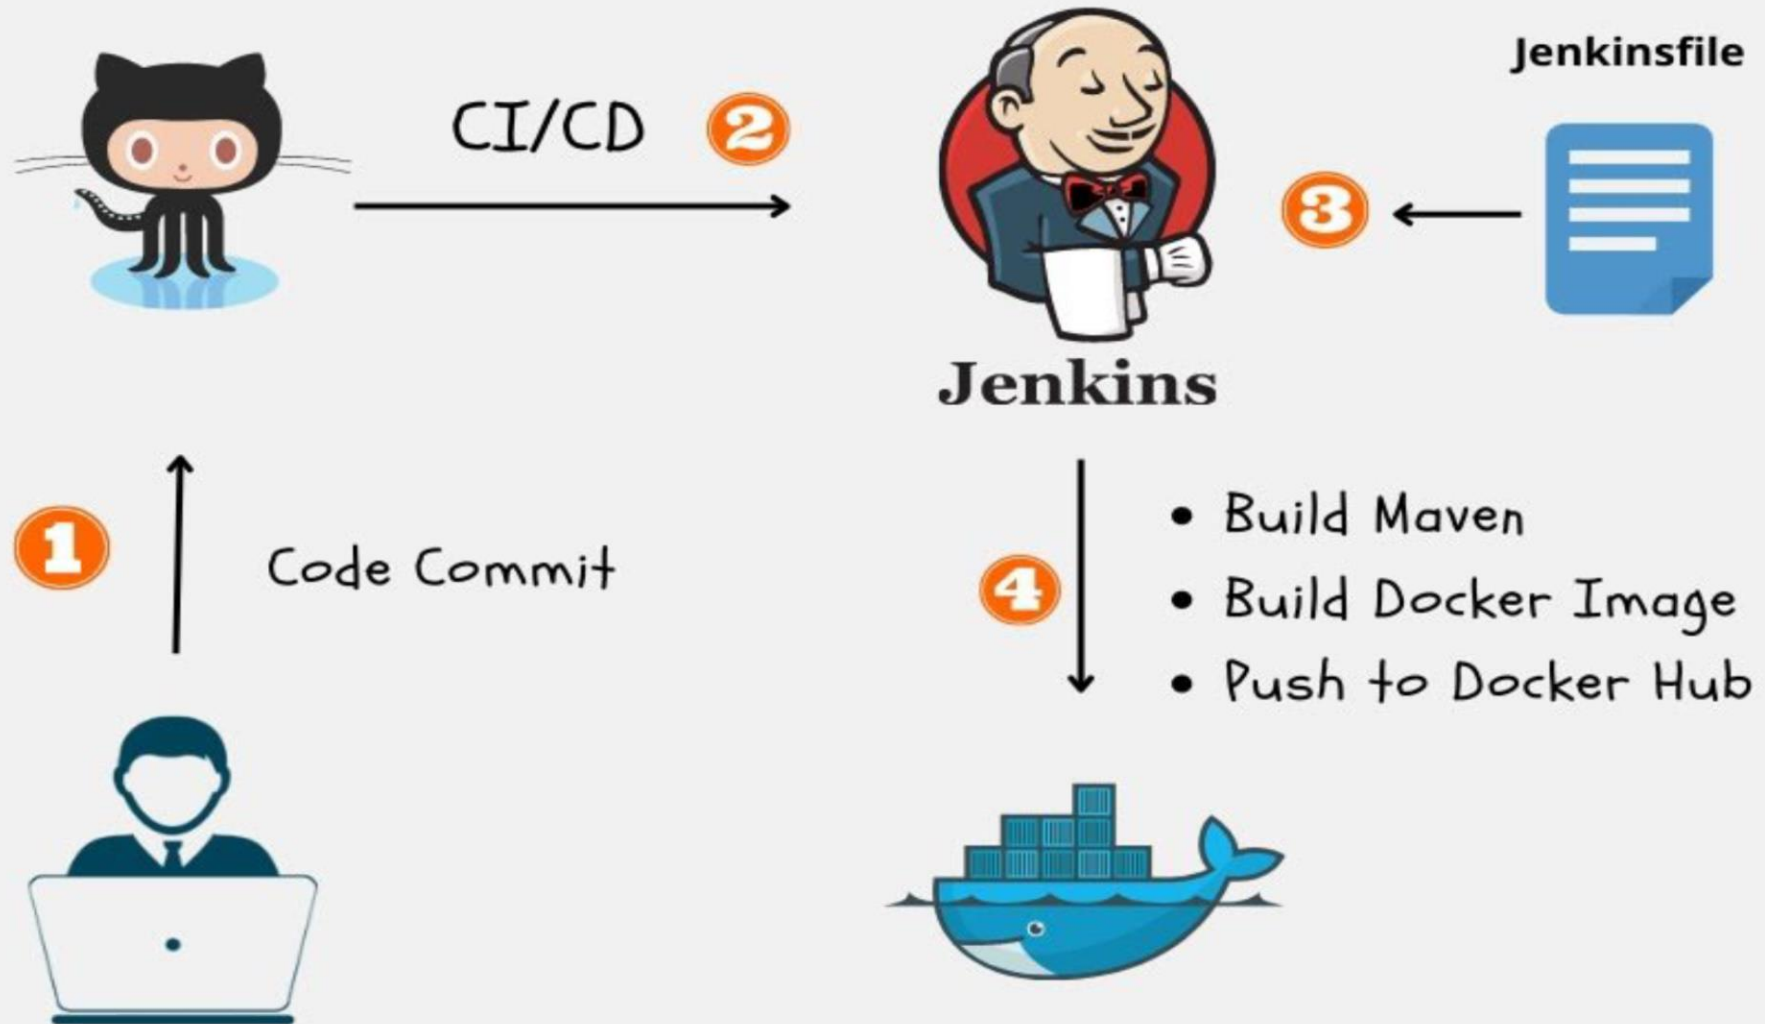 Jenkinsfile
CI/CD 2
3
Jenkins
1
Code Commit
4
• Build Maven
• Build Docker Image
• Push to Docker Hub